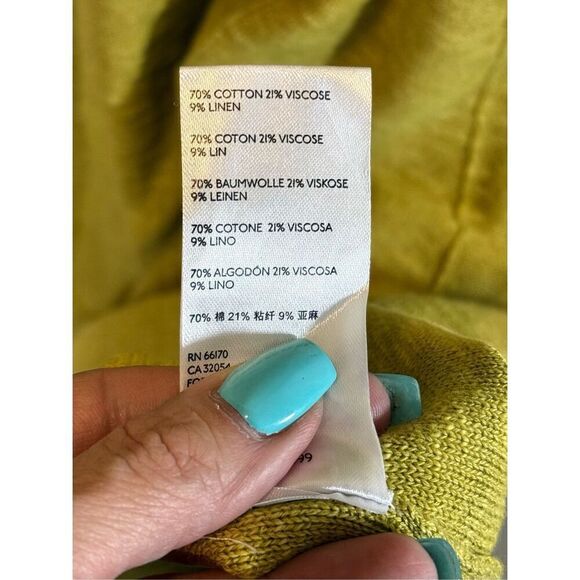 70% COTTON 21% VISCOSE
9% LINEN
70% COTON 21% VISCOSE
9% LIN
70% BAUMWOLLE 21% VISKOSE
9% LEINEN
70% COTONE 21% VISCOSA
9% LINO
70% ALGODÓN 21% VISCOSA
9% LINO
70% 棉 21% 粘纤 9% 亚麻
RN 66170
CA 32054